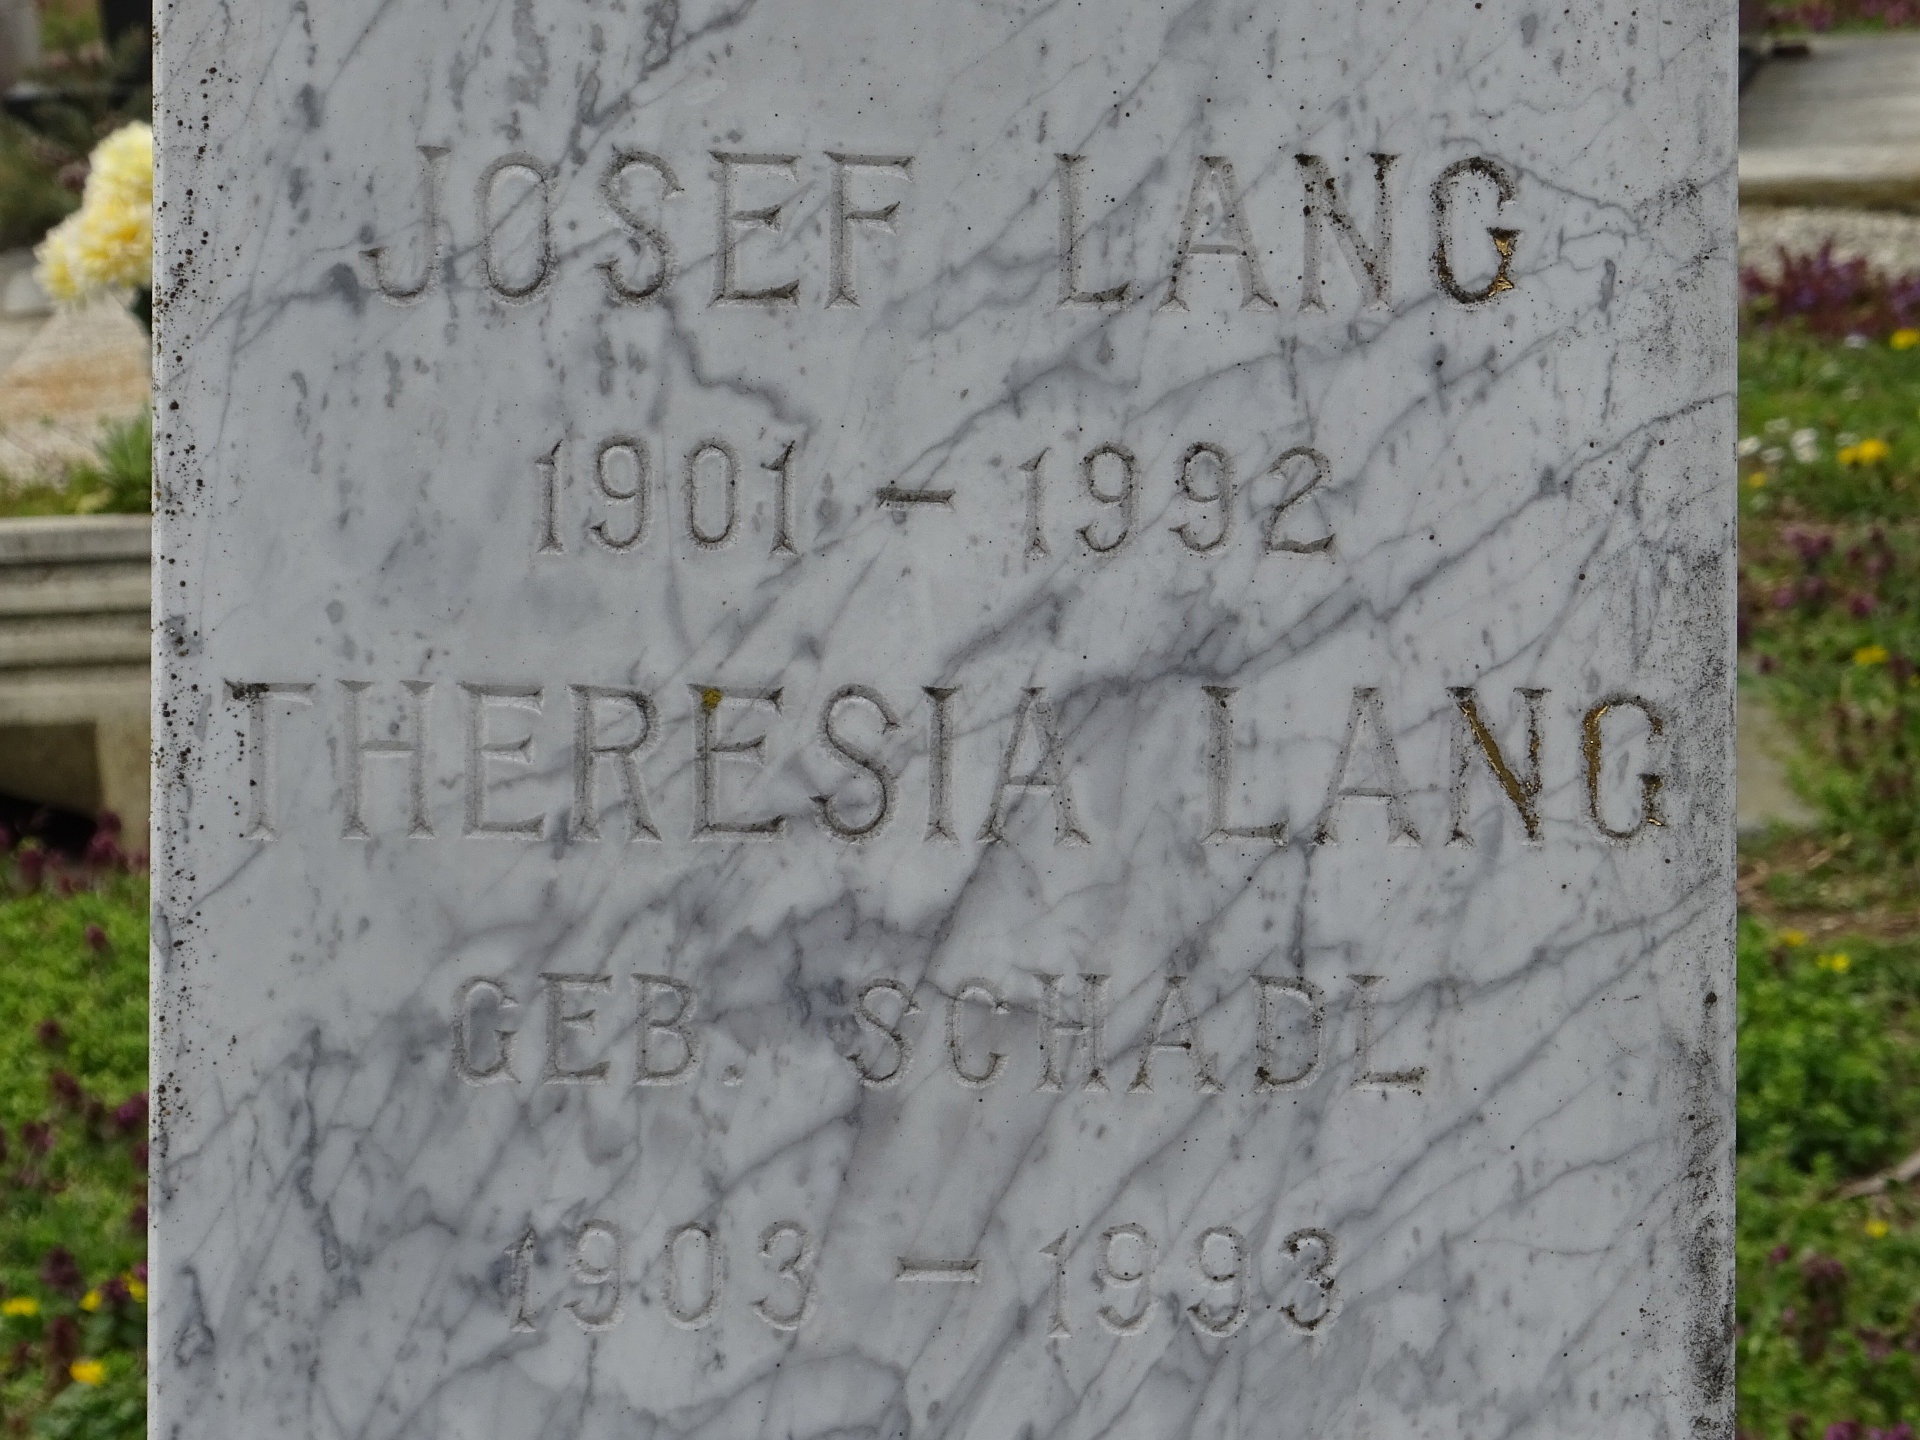 JOSEF LANG
1901 – 1992
THERESIA LANG
GEB. SCHADL
1903 – 1993